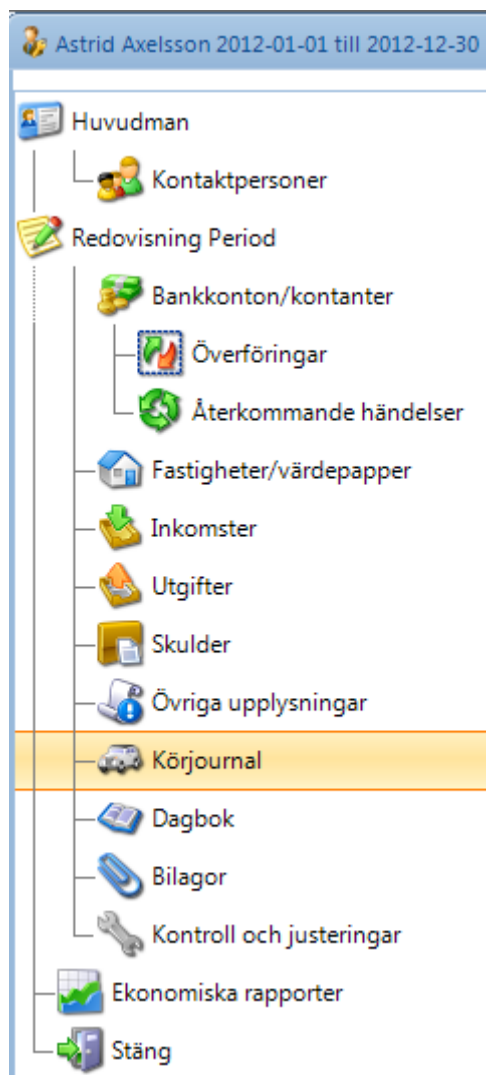 Astrid Axelsson 2012-01-01 till 2012-12-30
Huvudman
Kontaktpersoner
Redovisning Period
Bankkonton/kontanter
Överföringar
Återkommande händelser
Fastigheter/värdepapper
Inkomster
Utgifter
Skulder
Övriga upplysningar
Körjournal
Dagbok
Bilagor
Kontroll och justeringar
Ekonomiska rapporter
Stäng